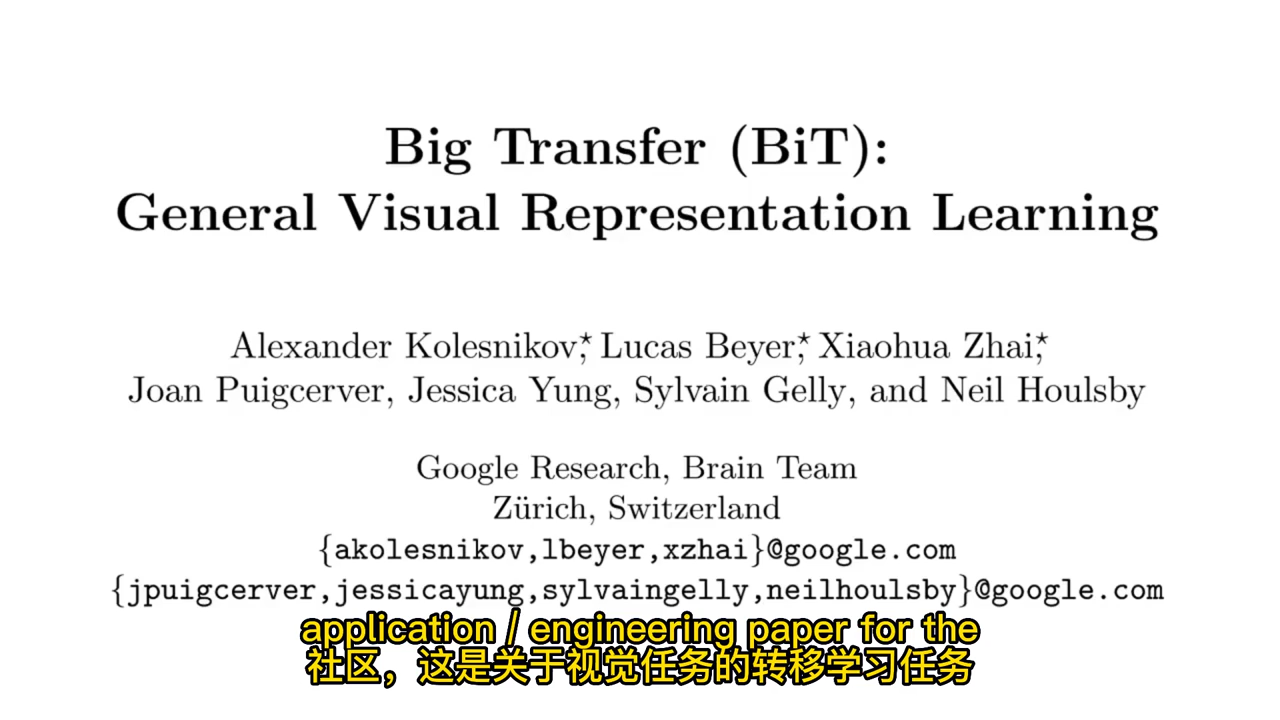 Big Transfer (BiT):
General Visual Representation Learning
Alexander Kolesnikov,* Lucas Beyer,* Xiaohua Zhai,*
Joan Puigcerver, Jessica Yung, Sylvain Gelly, and Neil Houlsby
Google Research, Brain Team
Zürich, Switzerland
{akolesnikov,lbeyer,xzhai}@google.com
{jpuigcerver,jessicayung,sylvaingelly,neilhoulsby}@google.com
application / engineering paper for the
社区，这是关于视觉任务的转移学习任务